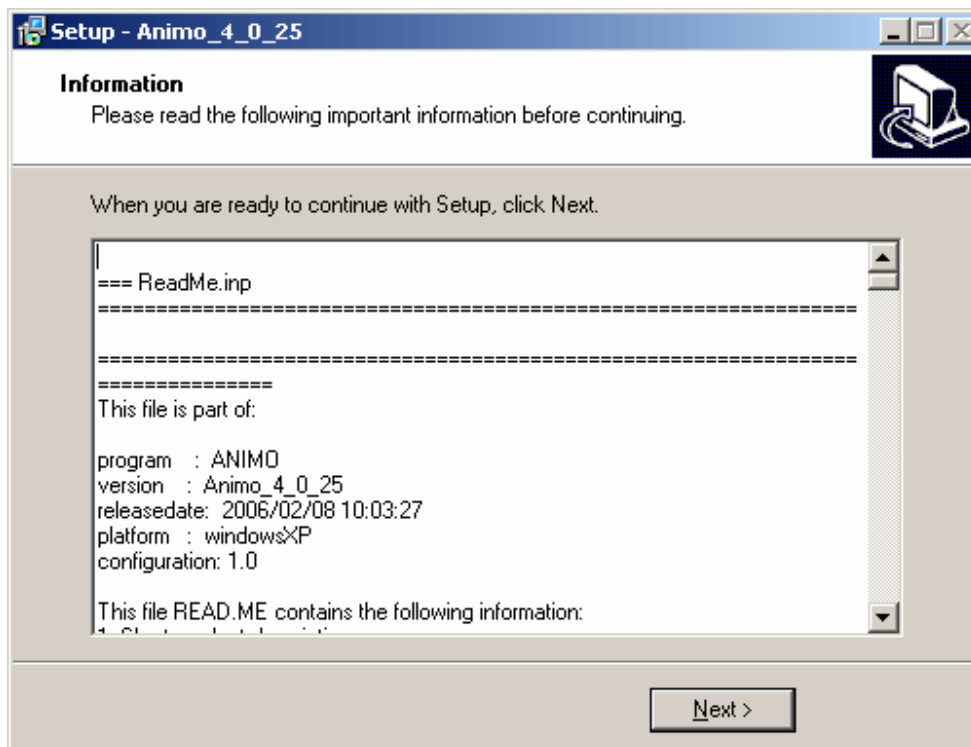 Setup - Animo_4_0_25
Information
Please read the following important information before continuing.
When you are ready to continue with Setup, click Next.
=== ReadMe.inp
=================================================================
=================================================================
===============
This file is part of:
program : ANIMO
version : Animo_4_0_25
releasedate: 2006/02/08 10:03:27
platform : windowsXP
configuration: 1.0
This file READ.ME contains the following information:
Next >